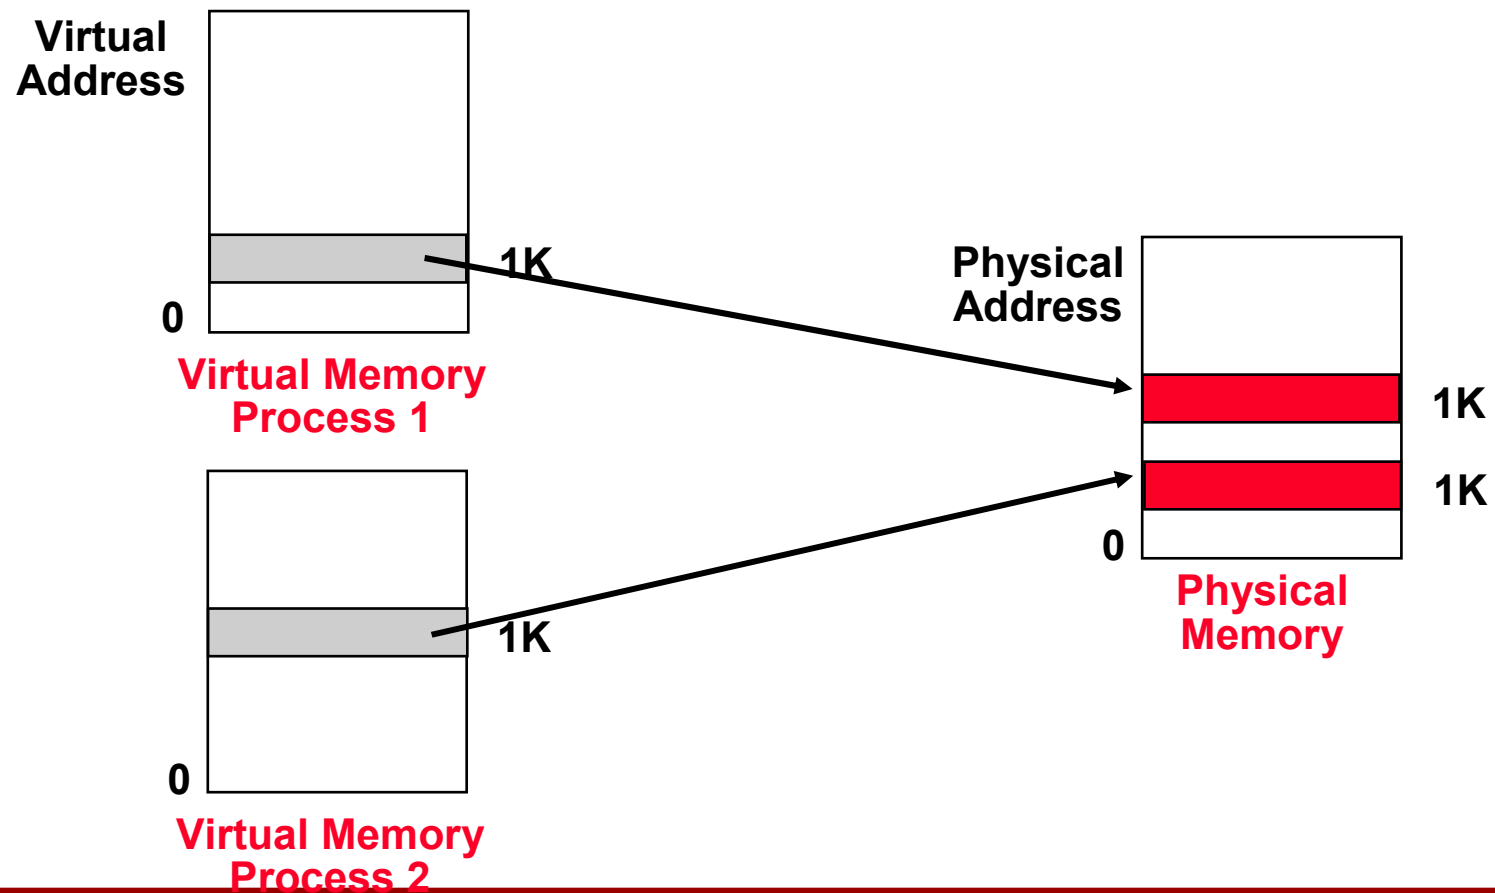 Virtual
Address
1K
0
Virtual Memory
Process 1
Physical
Address
1K
1K
0
Physical
Memory
1K
0
Virtual Memory
Process 2